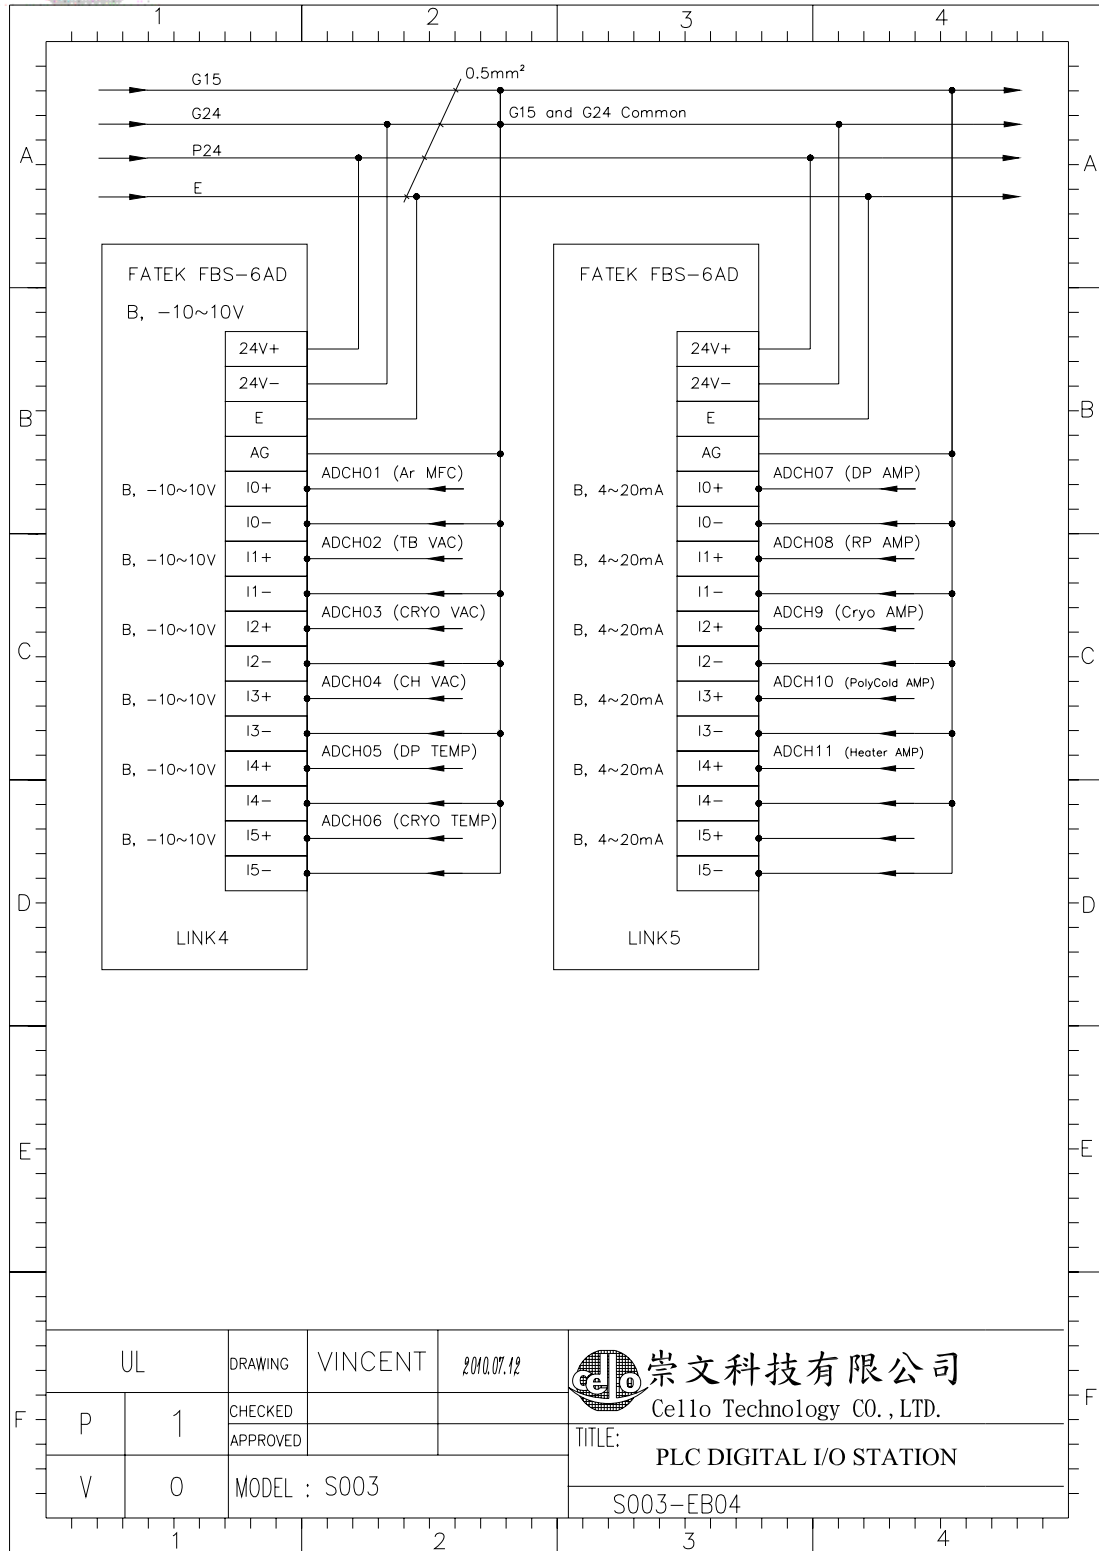 1 2 3 4
A
G15
0.5mm²
G24
G15 and G24 Common
P24
E
A
FATEK FBS-6AD
B, -10~10V
24V+
24V-
E
AG
B, -10~10V I0+ ADCH01 (Ar MFC)
I0-
B, -10~10V I1+ ADCH02 (TB VAC)
I1-
B, -10~10V I2+ ADCH03 (CRYO VAC)
I2-
B, -10~10V I3+ ADCH04 (CH VAC)
I3-
B, -10~10V I4+ ADCH05 (DP TEMP)
I4-
B, -10~10V I5+ ADCH06 (CRYO TEMP)
I5-
LINK4
FATEK FBS-6AD
24V+
24V-
E
AG
B, 4~20mA I0+ ADCH07 (DP AMP)
I0-
B, 4~20mA I1+ ADCH08 (RP AMP)
I1-
B, 4~20mA I2+ ADCH9 (Cryo AMP)
I2-
B, 4~20mA I3+ ADCH10 (PolyCold AMP)
I3-
B, 4~20mA I4+ ADCH11 (Heater AMP)
I4-
B, 4~20mA I5+
I5-
LINK5
B B
C C
D D
E E
F F
UL DRAWING VINCENT 2010.07.12
P 1 CHECKED
APPROVED
V 0 MODEL : S003
cello 崇文科技有限公司
Cello Technology CO.,LTD.
TITLE:
PLC DIGITAL I/O STATION
S003-EB04
1 2 3 4